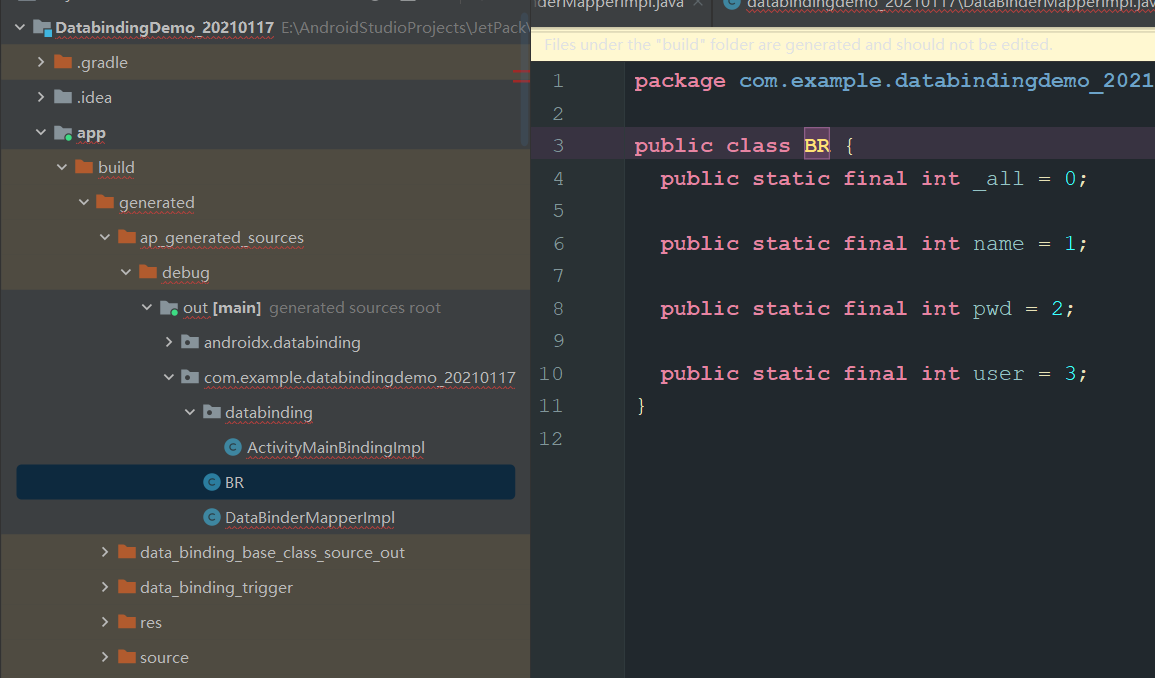 DatabindingDemo_20210117 E:\AndroidStudioProjects\JetPack\
.gradle
.idea
app
build
generated
ap_generated_sources
debug
out [main] generated sources root
androidx.databinding
com.example.databindingdemo_20210117
databinding
ActivityMainBindingImpl
BR
DataBinderMapperImpl
data_binding_base_class_source_out
data_binding_trigger
res
source
derMapperImpl.java
databindingdemo_20210117\DataBinderMapperImpl.jav
Files under the "build" folder are generated and should not be edited.
1 package com.example.databindingdemo_2021
2
3 public class BR {
4 public static final int _all = 0;
5
6 public static final int name = 1;
7
8 public static final int pwd = 2;
9
10 public static final int user = 3;
11 }
12